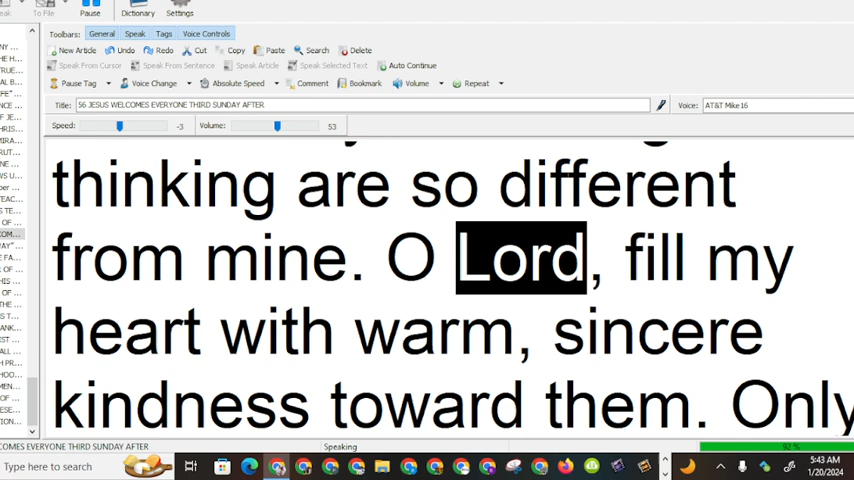 To File
Pause
Dictionary
Settings
Toolbars: General Speak Tags Voice Controls
New Article Undo Redo Cut Copy Paste Search Delete
Speak From Cursor Speak From Sentence Speak Article Speak Selected Text Auto Continue
Pause Tag Voice Change Absolute Speed Comment Bookmark Volume Repeat
Title: 56 JESUS WELCOMES EVERYONE THIRD SUNDAY AFTER Voice: AT&T Mike16
Speed: -3 Volume: 53
thinking are so different
from mine. O Lord, fill my
heart with warm, sincere
kindness toward them. Only
COMES EVERYONE THIRD SUNDAY AFTER Speaking 92 %
Type here to search
5:43 AM
1/20/2024